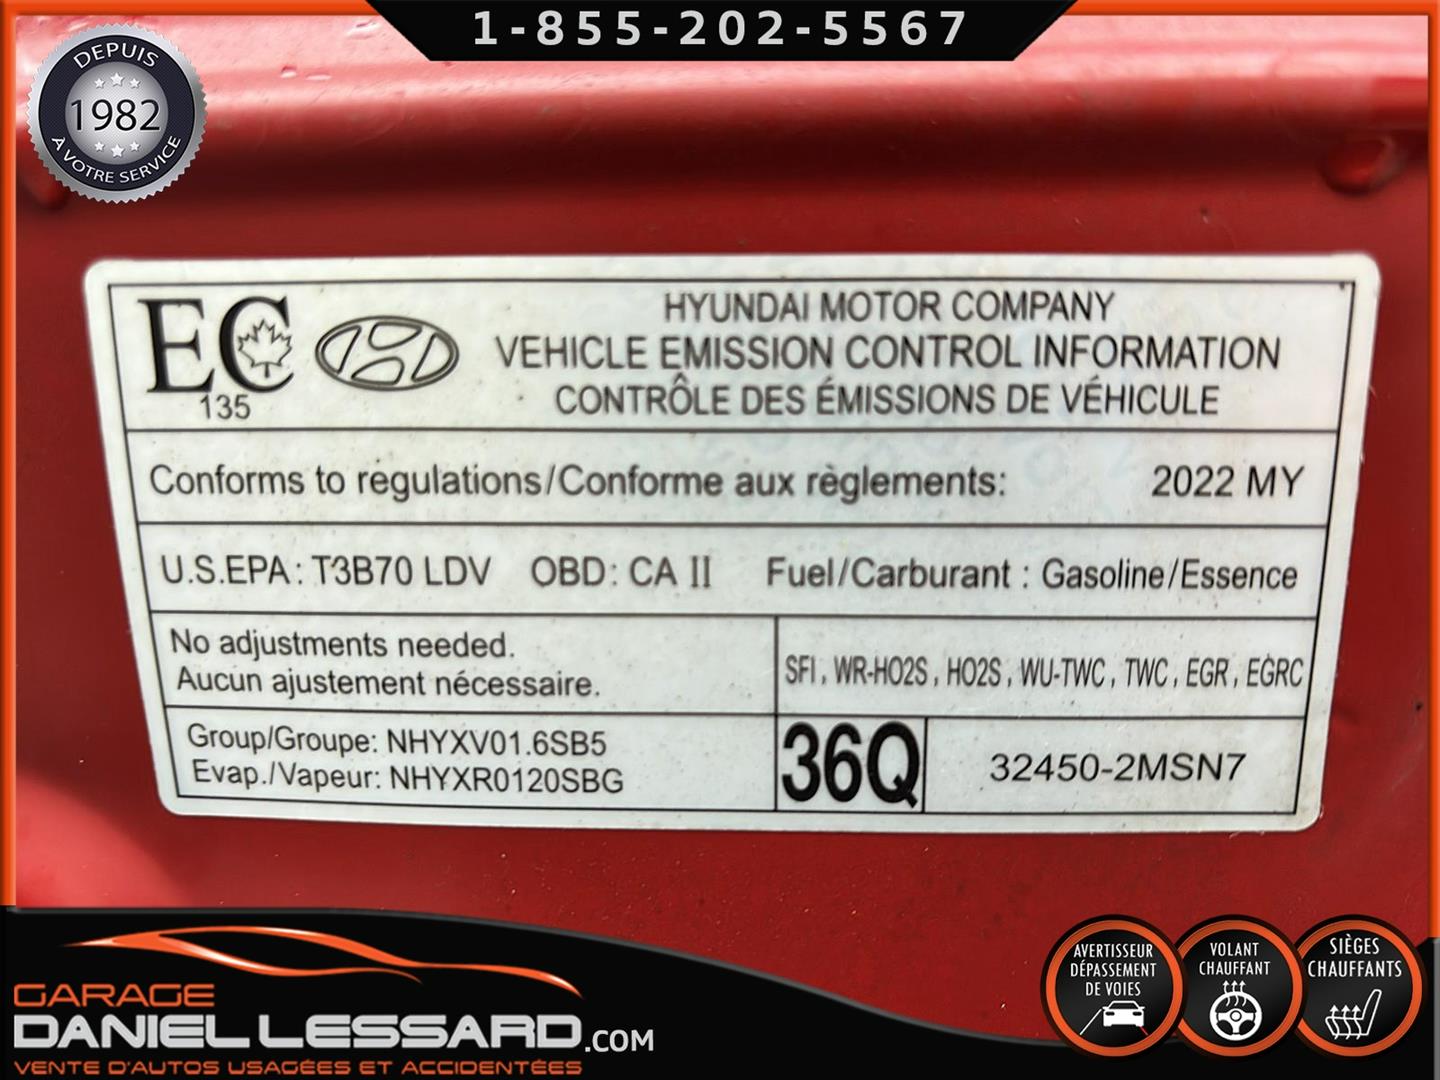 1-855-202-5567
DEPUIS
1982
À VOTRE SERVICE
EC
135
HYUNDAI MOTOR COMPANY
VEHICLE EMISSION CONTROL INFORMATION
CONTRÔLE DES ÉMISSIONS DE VÉHICULE
Conforms to regulations/Conforme aux règlements: 2022 MY
U.S.EPA: T3B70 LDV OBD: CA II Fuel/Carburant : Gasoline/Essence
No adjustments needed.
Aucun ajustement nécessaire.
SFI, WR-HO2S, HO2S, WU-TWC, TWC, EGR, EGRC
Group/Groupe: NHYXV01.6SB5
Evap./Vapeur: NHYXR0120SBG
36Q
32450-2MSN7
GARAGE
DANIEL LESSARD.COM
VENTE D'AUTOS USAGÉES ET ACCIDENTÉES
AVERTISSEUR
DÉPASSEMENT
DE VOIES
VOLANT
CHAUFFANT
SIÈGES
CHAUFFANTS